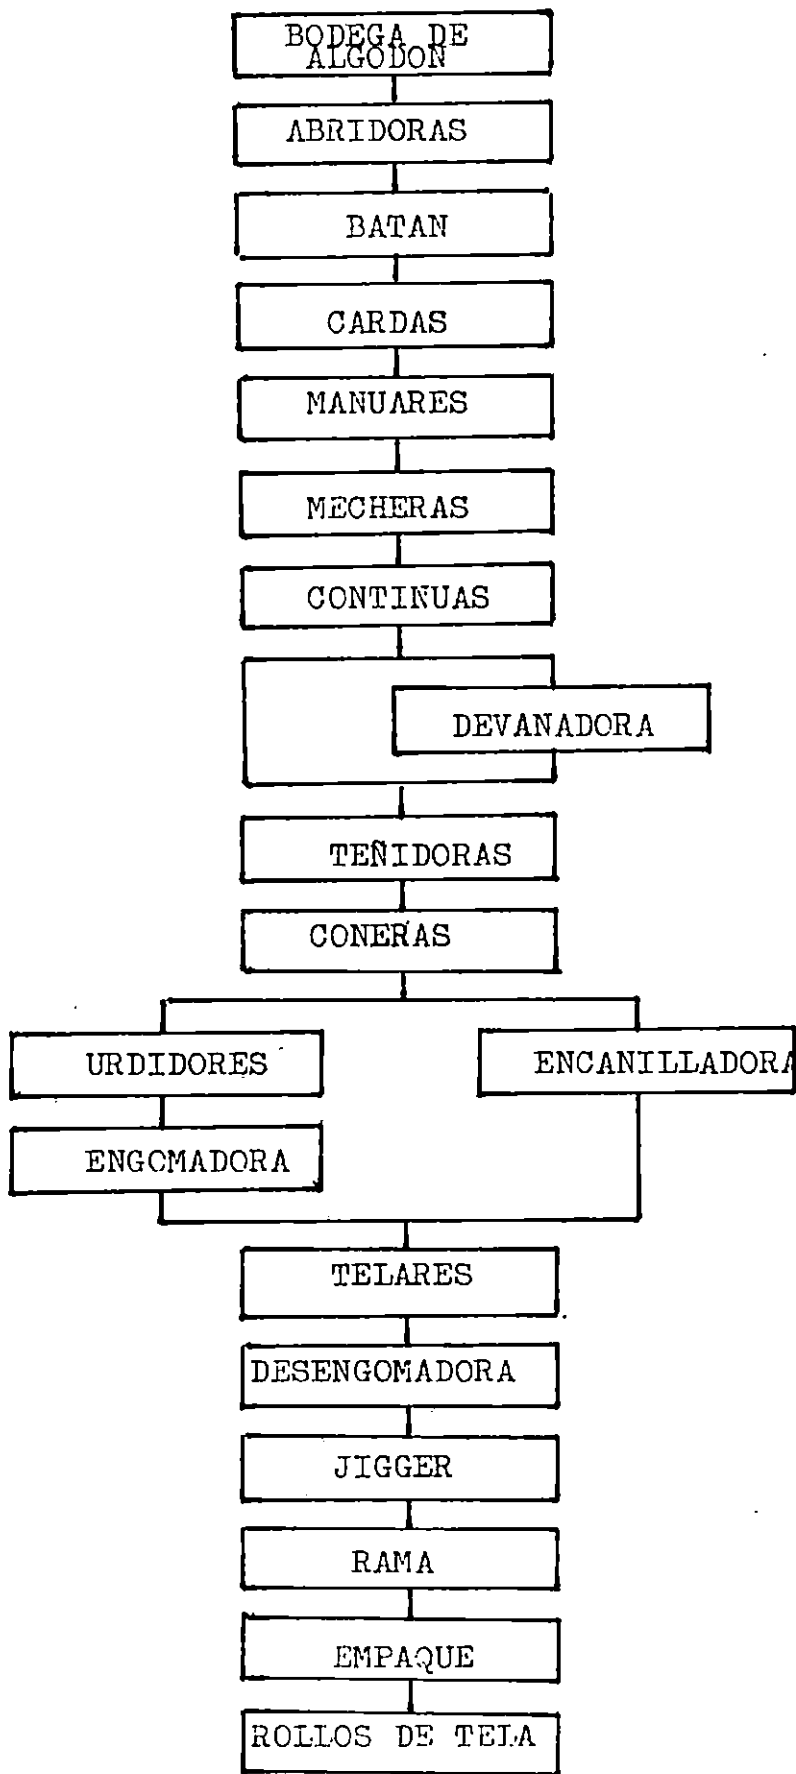 BODEGA DE
ALGODON
ABRIDORAS
BATAN
CARDAS
MANUARES
MECHERAS
CONTINUAS
DEVANADORA
TEÑIDORAS
CONERAS
URDIDORES
ENCANILLADORA
ENGOMADORA
TELARES
DESENGOMADORA
JIGGER
RAMA
EMPAQUE
ROLLOS DE TELA